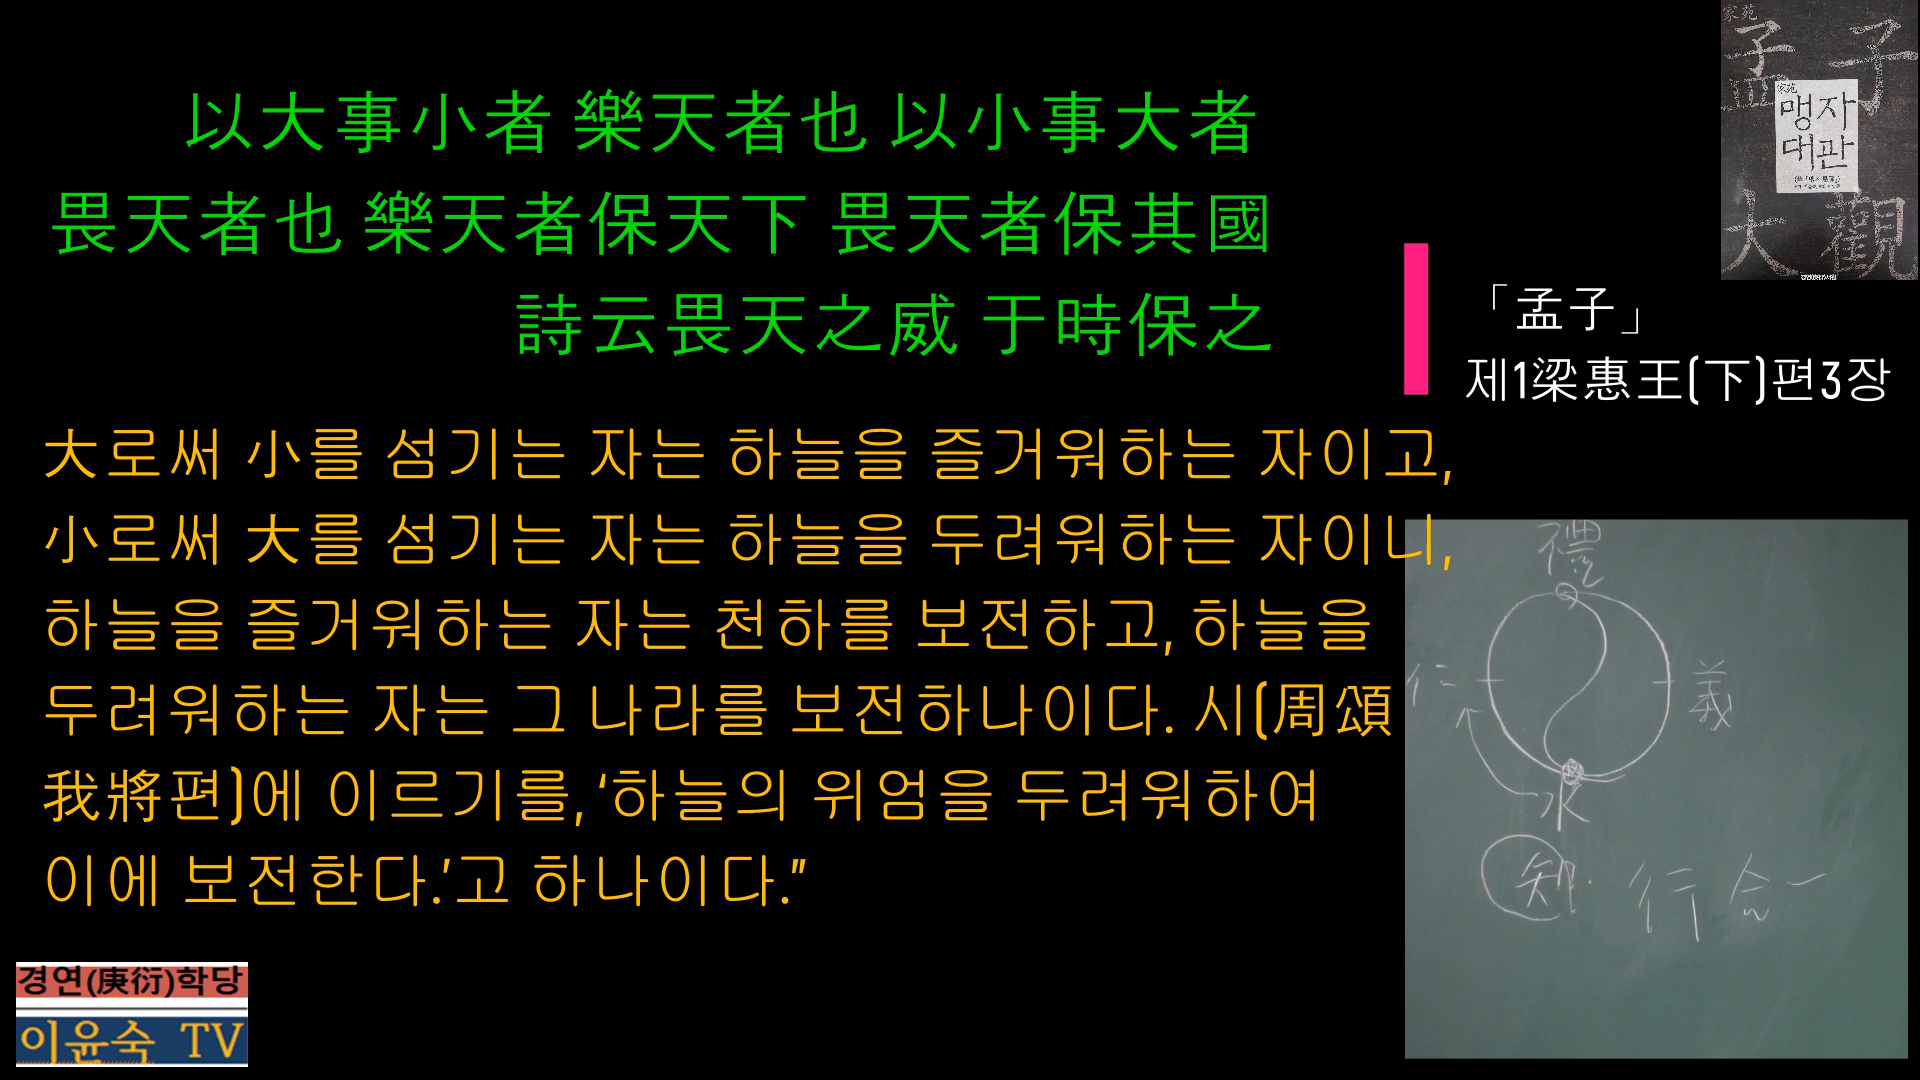 以大事小者 樂天者也 以小事大者
畏天者也 樂天者保天下 畏天者保其國
詩云畏天之威 于時保之
「孟子」
제1梁惠王(下)편3장
大로써 小를 섬기는 자는 하늘을 즐거워하는 자이고,
小로써 大를 섬기는 자는 하늘을 두려워하는 자이니,
하늘을 즐거워하는 자는 천하를 보전하고, 하늘을
두려워하는 자는 그 나라를 보전하나이다. 시(周頌
我將편)에 이르기를, ‘하늘의 위엄을 두려워하여
이에 보전한다.’고 하나이다.”
家苑
孟子
家苑
맹자
대관
大觀
禮
仁
義
水
知 行合一
경연(庚衍)학당
이윤숙 TV